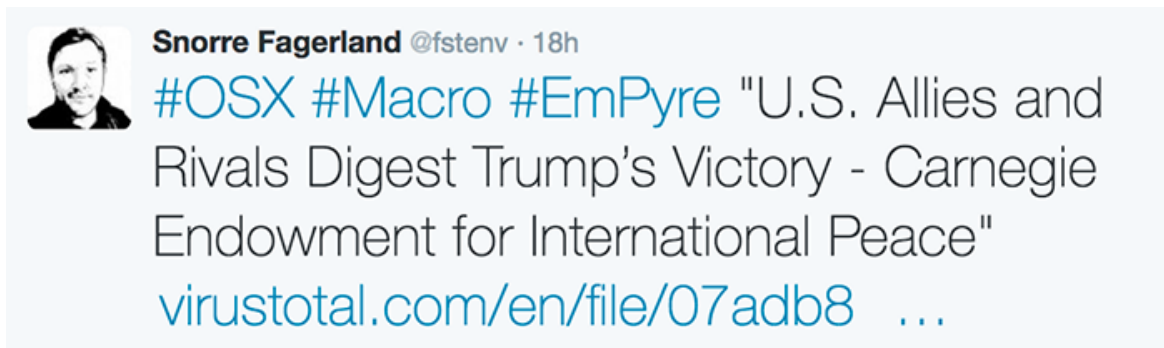 Snorre Fagerland @fstenv · 18h
#OSX #Macro #EmPyre "U.S. Allies and
Rivals Digest Trump’s Victory - Carnegie
Endowment for International Peace"
virustotal.com/en/file/07adb8 ...